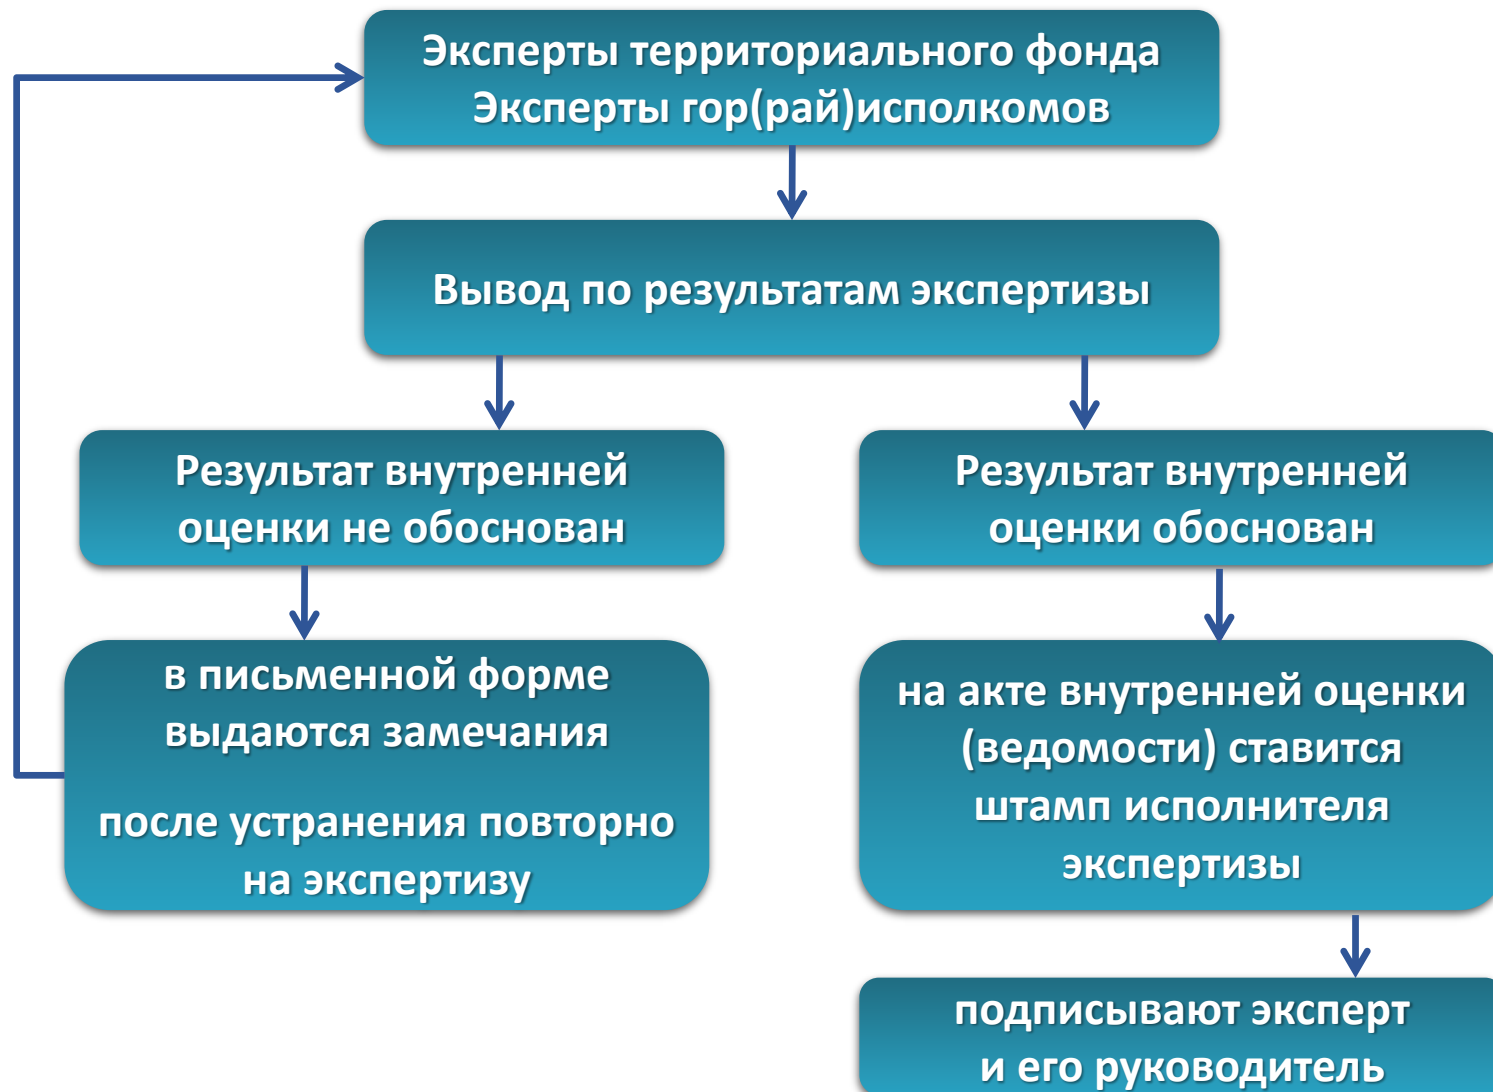 Эксперты территориального фонда
Эксперты гор(рай)исполкомов
Вывод по результатам экспертизы
Результат внутренней
оценки не обоснован
Результат внутренней
оценки обоснован
в письменной форме
выдаются замечания
после устранения повторно
на экспертизу
на акте внутренней оценки
(ведомости) ставится
штамп исполнителя
экспертизы
подписывают эксперт
и его руководитель